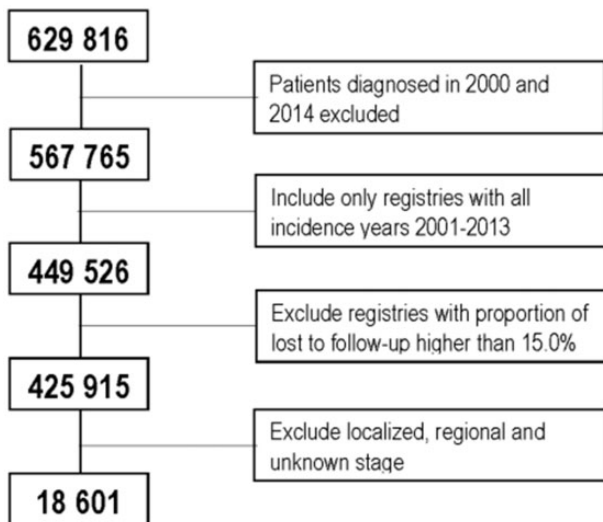 629 816
Patients diagnosed in 2000 and
2014 excluded
567 765
Include only registries with all
incidence years 2001-2013
449 526
Exclude registries with proportion of
lost to follow-up higher than 15.0%
425 915
Exclude localized, regional and
unknown stage
18 601